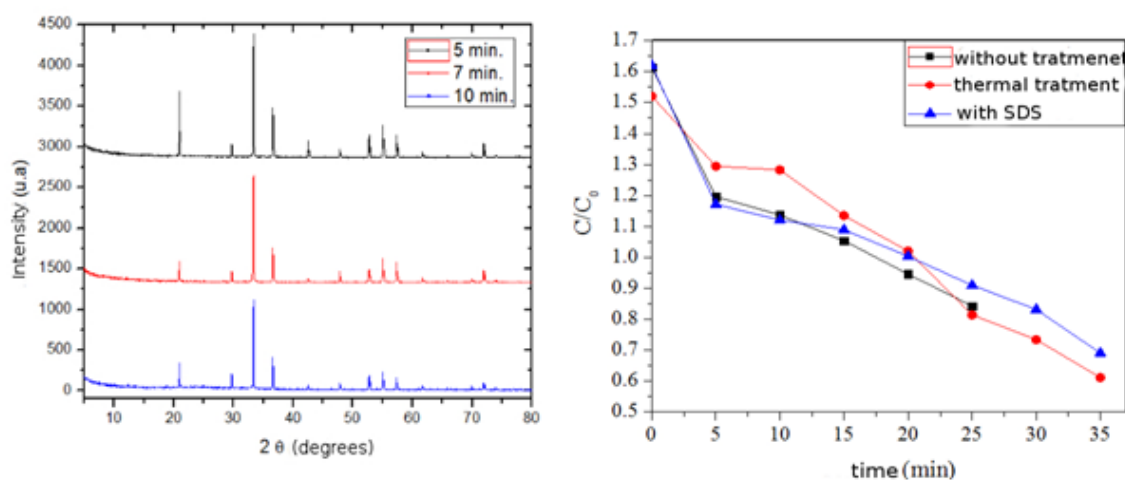 4500
4000
3500
3000
2500
2000
1500
1000
500
0
Intensity (u.a)
5 min.
7 min.
10 min.
10 20 30 40 50 60 70 80
2 θ (degrees)
1.7
1.6
1.5
1.4
1.3
1.2
1.1
1.0
0.9
0.8
0.7
0.6
0.5
C/C0
without tratmenet
thermal tratment
with SDS
0 5 10 15 20 25 30 35
time (min)